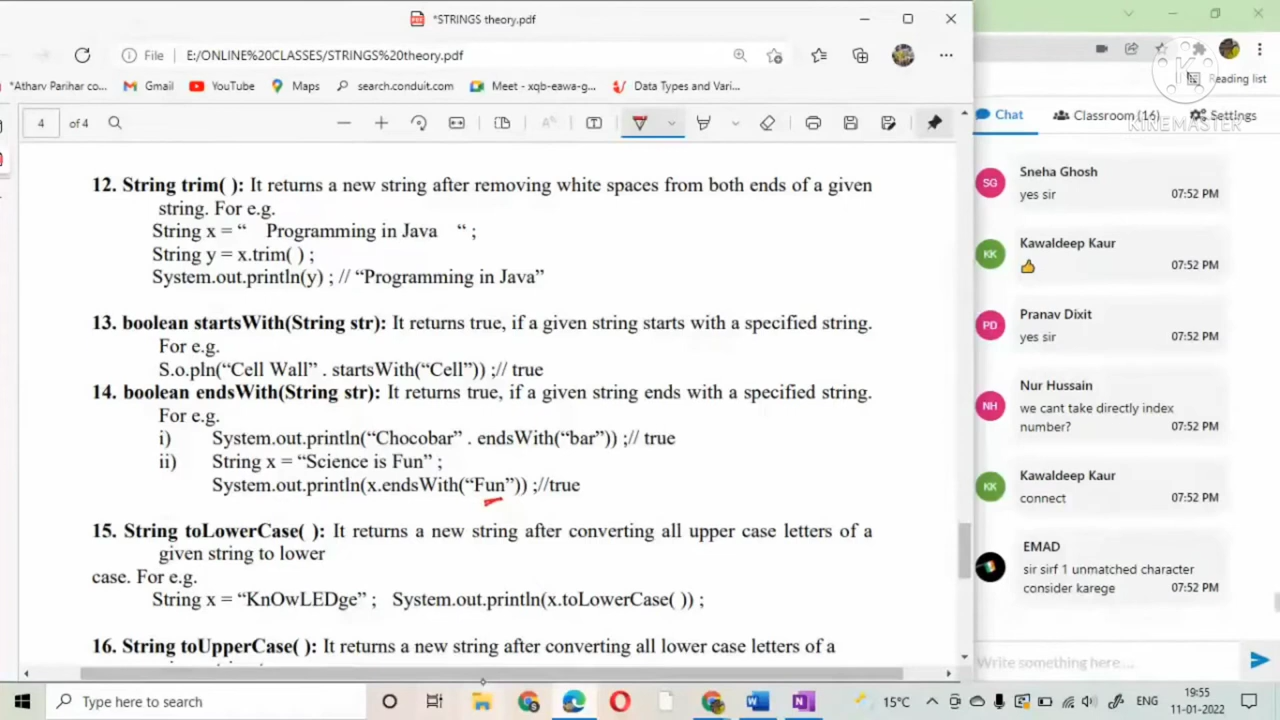 *STRINGS theory.pdf
File E:/ONLINE%20CLASSES/STRINGS%20theory.pdf
Reading list
"Atharv Parihar co... Gmail YouTube Maps search.conduit.com Meet - xqb-eawa-g... Data Types and Vari...
4 of 4
Chat Classroom (16) Settings
KINEMASTER
12. String trim( ): It returns a new string after removing white spaces from both ends of a given
string. For e.g.
String x = “ Programming in Java “ ;
String y = x.trim( ) ;
System.out.println(y) ; // “Programming in Java”
13. boolean startsWith(String str): It returns true, if a given string starts with a specified string.
For e.g.
S.o.pln(“Cell Wall” . startsWith(“Cell”)) ;// true
14. boolean endsWith(String str): It returns true, if a given string ends with a specified string.
For e.g.
i) System.out.println(“Chocobar” . endsWith(“bar”)) ;// true
ii) String x = “Science is Fun” ;
System.out.println(x.endsWith(“Fun”)) ;//true
15. String toLowerCase( ): It returns a new string after converting all upper case letters of a
given string to lower
case. For e.g.
String x = “KnOwLEDge” ; System.out.println(x.toLowerCase( )) ;
16. String toUpperCase( ): It returns a new string after converting all lower case letters of a
SG Sneha Ghosh
yes sir 07:52 PM
KK Kawaldeep Kaur
👍 07:52 PM
PD Pranav Dixit
yes sir 07:52 PM
NH Nur Hussain
we cant take directly index
number? 07:52 PM
KK Kawaldeep Kaur
connect 07:52 PM
EMAD
sir sirf 1 unmatched character
consider karege 07:52 PM
Write something here...
Type here to search
15°C ENG 19:55
11-01-2022